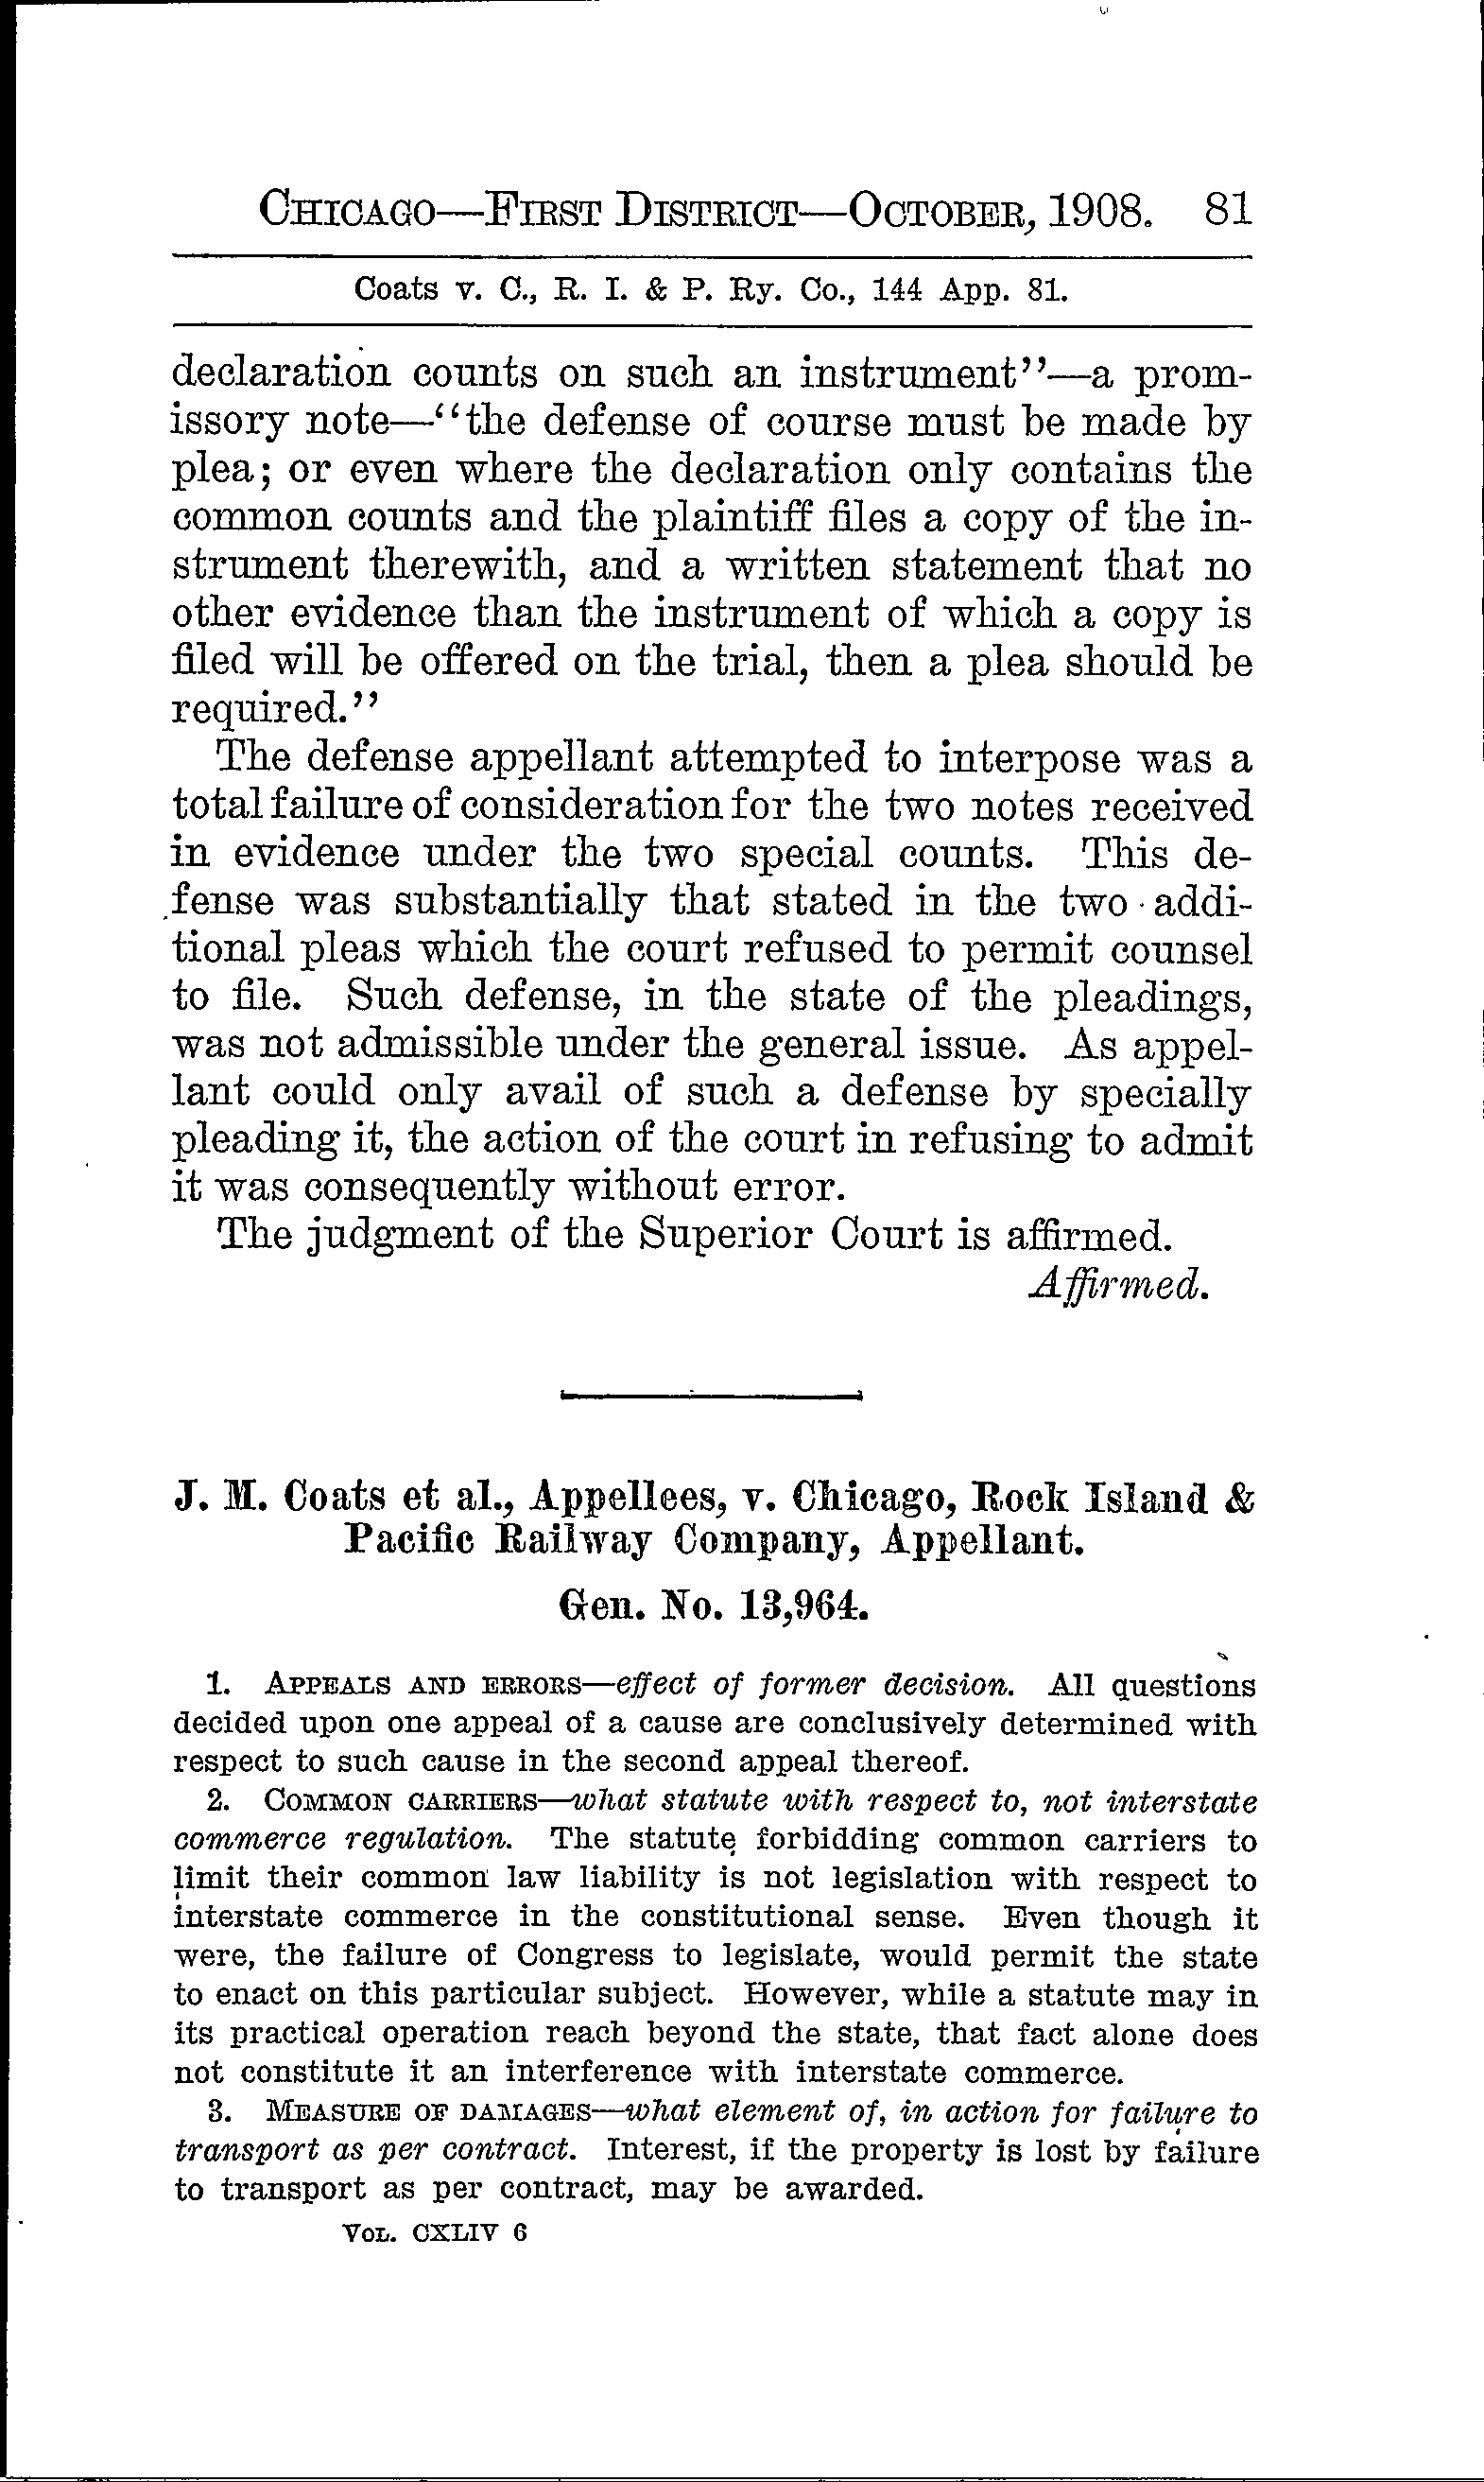 CHICAGO—FIRST DISTRICT—OCTOBER, 1908. 81
Coats v. C., R. I. & P. Ry. Co., 144 App. 81.
declaration counts on such an instrument''—a prom-
issory note—''the defense of course must be made by
plea; or even where the declaration only contains the
common counts and the plaintiff files a copy of the in-
strument therewith, and a written statement that no
other evidence than the instrument of which a copy is
filed will be offered on the trial, then a plea should be
required.''
The defense appellant attempted to interpose was a
total failure of consideration for the two notes received
in evidence under the two special counts. This de-
fense was substantially that stated in the two addi-
tional pleas which the court refused to permit counsel
to file. Such defense, in the state of the pleadings,
was not admissible under the general issue. As appel-
lant could only avail of such a defense by specially
pleading it, the action of the court in refusing to admit
it was consequently without error.
The judgment of the Superior Court is affirmed.
Affirmed.
J. M. Coats et al., Appellees, v. Chicago, Rock Island &
Pacific Railway Company, Appellant.
Gen. No. 13,964.
1. APPEALS AND ERRORS—effect of former decision. All questions
decided upon one appeal of a cause are conclusively determined with
respect to such cause in the second appeal thereof.
2. COMMON CARRIERS—what statute with respect to, not interstate
commerce regulation. The statute forbidding common carriers to
limit their common law liability is not legislation with respect to
interstate commerce in the constitutional sense. Even though it
were, the failure of Congress to legislate, would permit the state
to enact on this particular subject. However, while a statute may in
its practical operation reach beyond the state, that fact alone does
not constitute it an interference with interstate commerce.
3. MEASURE OF DAMAGES—what element of, in action for failure to
transport as per contract. Interest, if the property is lost by failure
to transport as per contract, may be awarded.
VOL. CXLIV 6